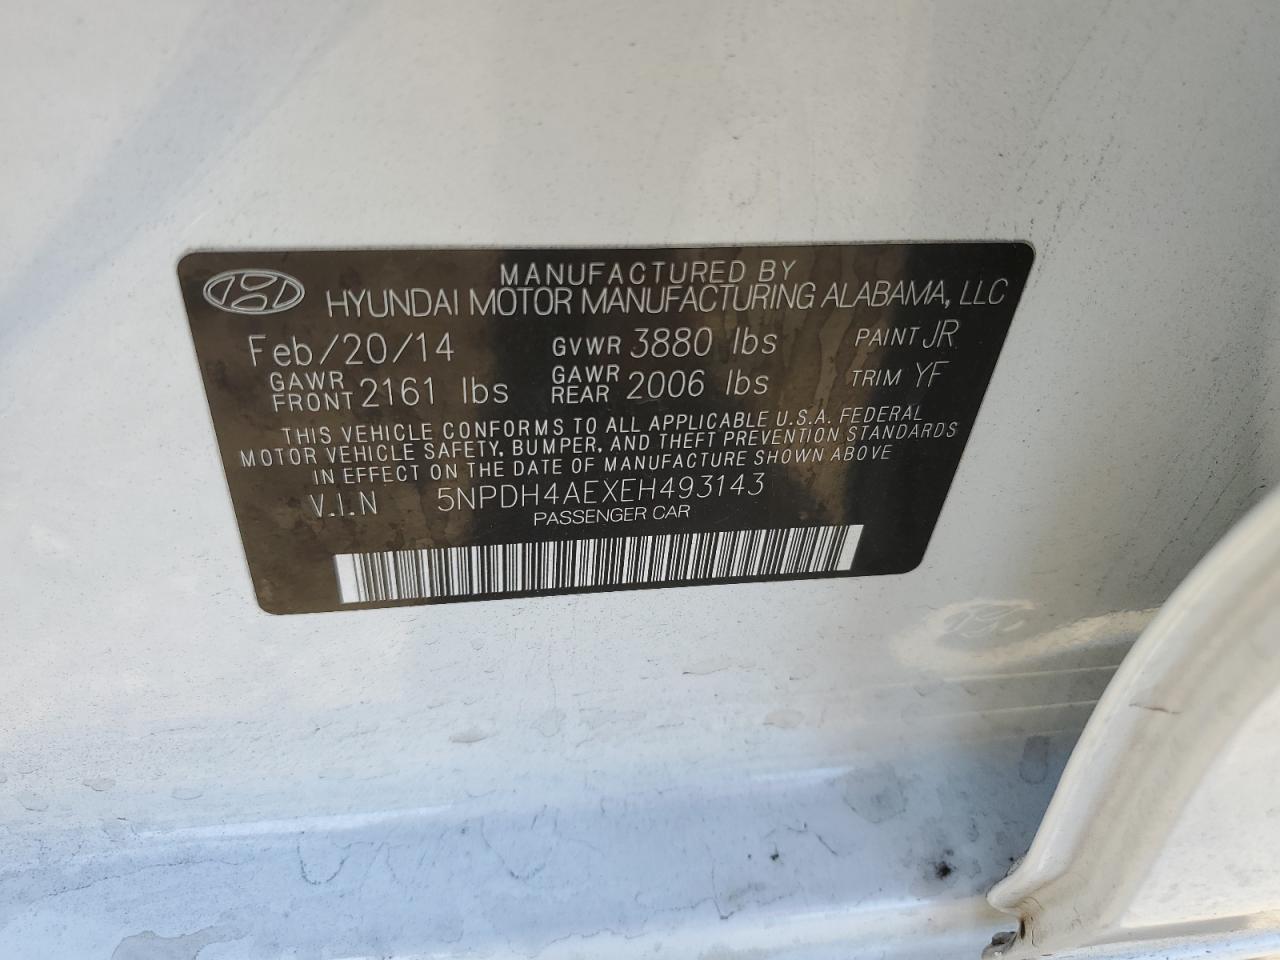 MANUFACTURED BY
HYUNDAI MOTOR MANUFACTURING ALABAMA, LLC
Feb/20/14 GVWR 3880 lbs PAINT JR
GAWR FRONT 2161 lbs GAWR REAR 2006 lbs TRIM YF
THIS VEHICLE CONFORMS TO ALL APPLICABLE U.S.A. FEDERAL
MOTOR VEHICLE SAFETY, BUMPER, AND THEFT PREVENTION STANDARDS
IN EFFECT ON THE DATE OF MANUFACTURE SHOWN ABOVE
V.I.N 5NPDH4AEXEH493143
PASSENGER CAR